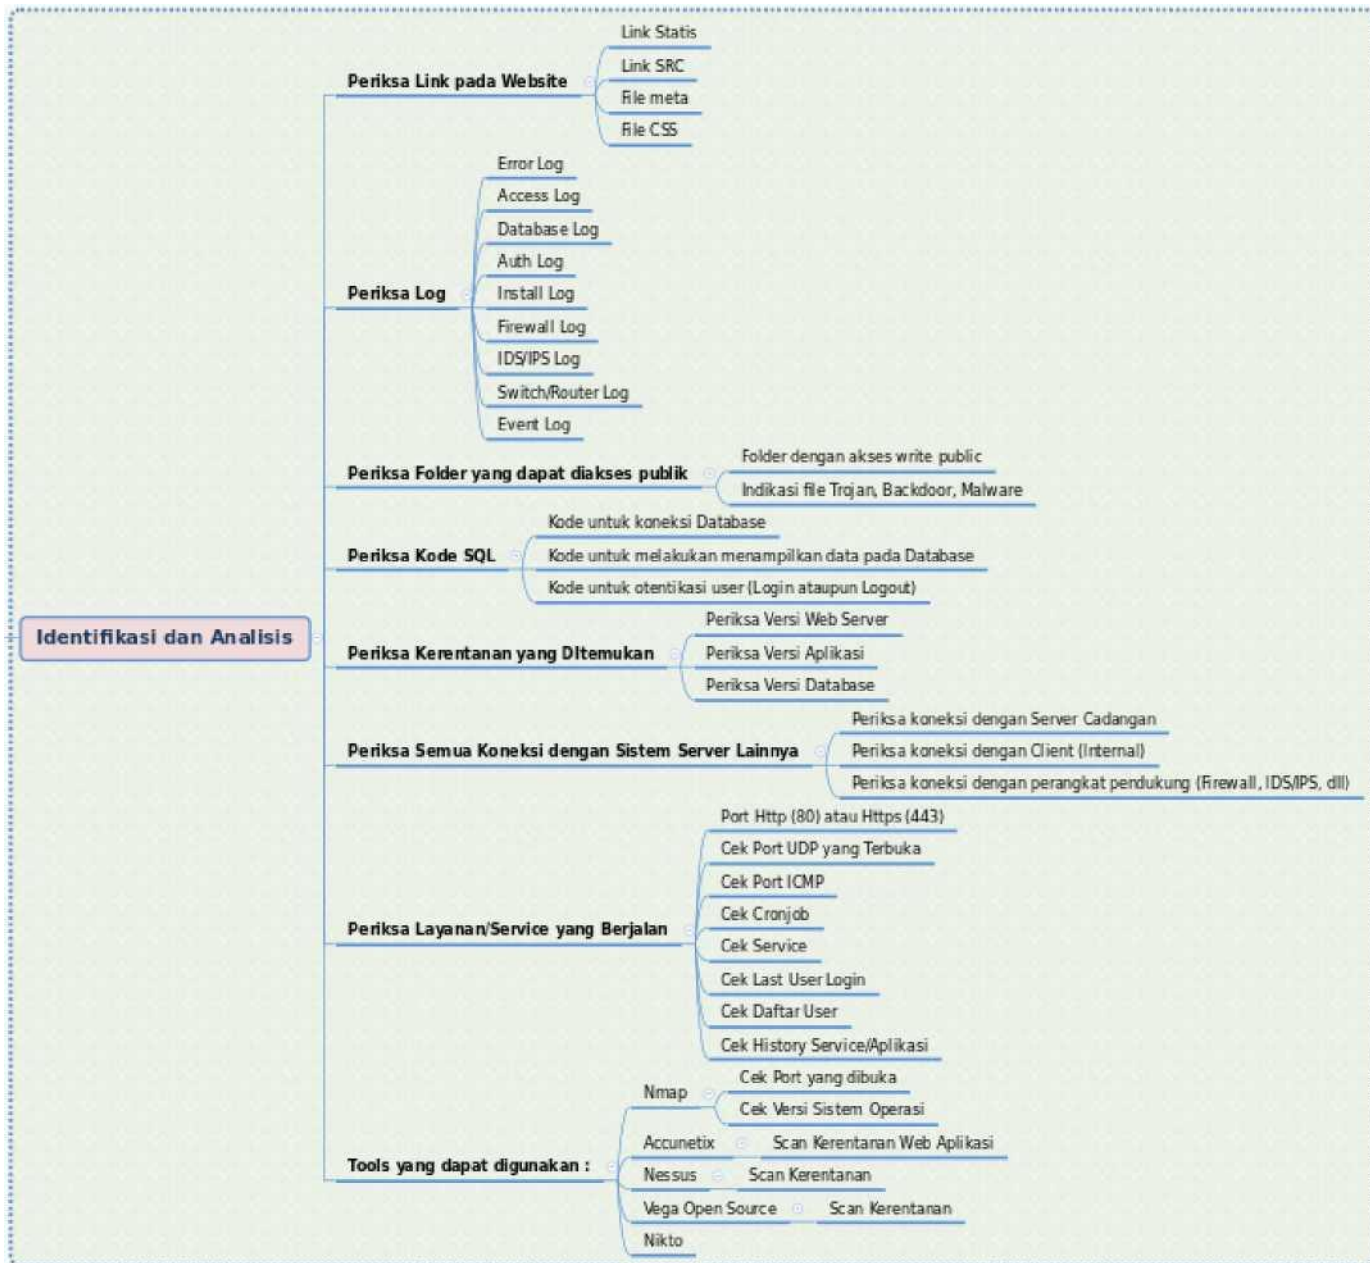 Identifikasi dan Analisis
Periksa Link pada Website
Link Statis
Link SRC
File meta
File CSS
Periksa Log
Error Log
Access Log
Database Log
Auth Log
Install Log
Firewall Log
IDS/IPS Log
Switch/Router Log
Event Log
Periksa Folder yang dapat diakses publik
Folder dengan akses write public
Indikasi file Trojan, Backdoor, Malware
Periksa Kode SQL
Kode untuk koneksi Database
Kode untuk melakukan menampilkan data pada Database
Kode untuk otentikasi user (Login ataupun Logout)
Periksa Kerentanan yang DItemukan
Periksa Versi Web Server
Periksa Versi Aplikasi
Periksa Versi Database
Periksa Semua Koneksi dengan Sistem Server Lainnya
Periksa koneksi dengan Server Cadangan
Periksa koneksi dengan Client (Internal)
Periksa koneksi dengan perangkat pendukung (Firewall, IDS/IPS, dll)
Periksa Layanan/Service yang Berjalan
Port Http (80) atau Https (443)
Cek Port UDP yang Terbuka
Cek Port ICMP
Cek Cronjob
Cek Service
Cek Last User Login
Cek Daftar User
Cek History Service/Aplikasi
Tools yang dapat digunakan :
Nmap
Cek Port yang dibuka
Cek Versi Sistem Operasi
Accunetix
Scan Kerentanan Web Aplikasi
Nessus
Scan Kerentanan
Vega Open Source
Scan Kerentanan
Nikto